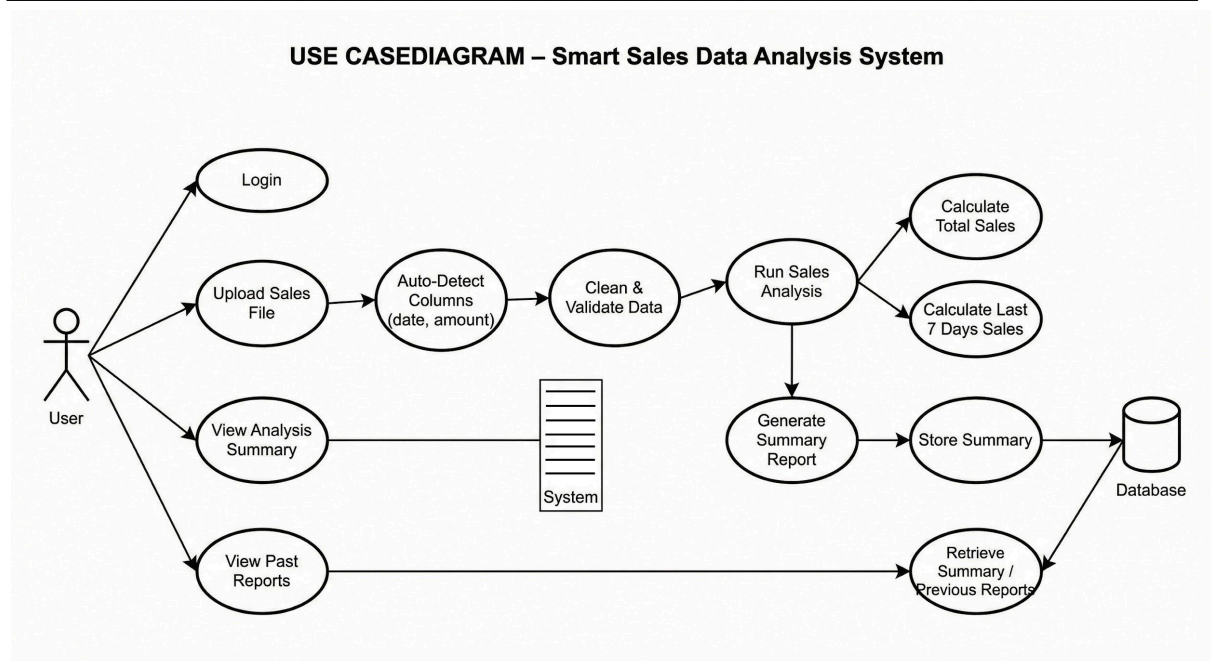 USE CASEDIAGRAM – Smart Sales Data Analysis System
Login
Upload Sales
File
Auto-Detect
Columns
(date, amount)
Clean &
Validate Data
Run Sales
Analysis
Calculate
Total Sales
Calculate Last
7 Days Sales
User
View Analysis
Summary
System
Generate
Summary
Report
Store Summary
Database
View Past
Reports
Retrieve
Summary /
Previous Reports